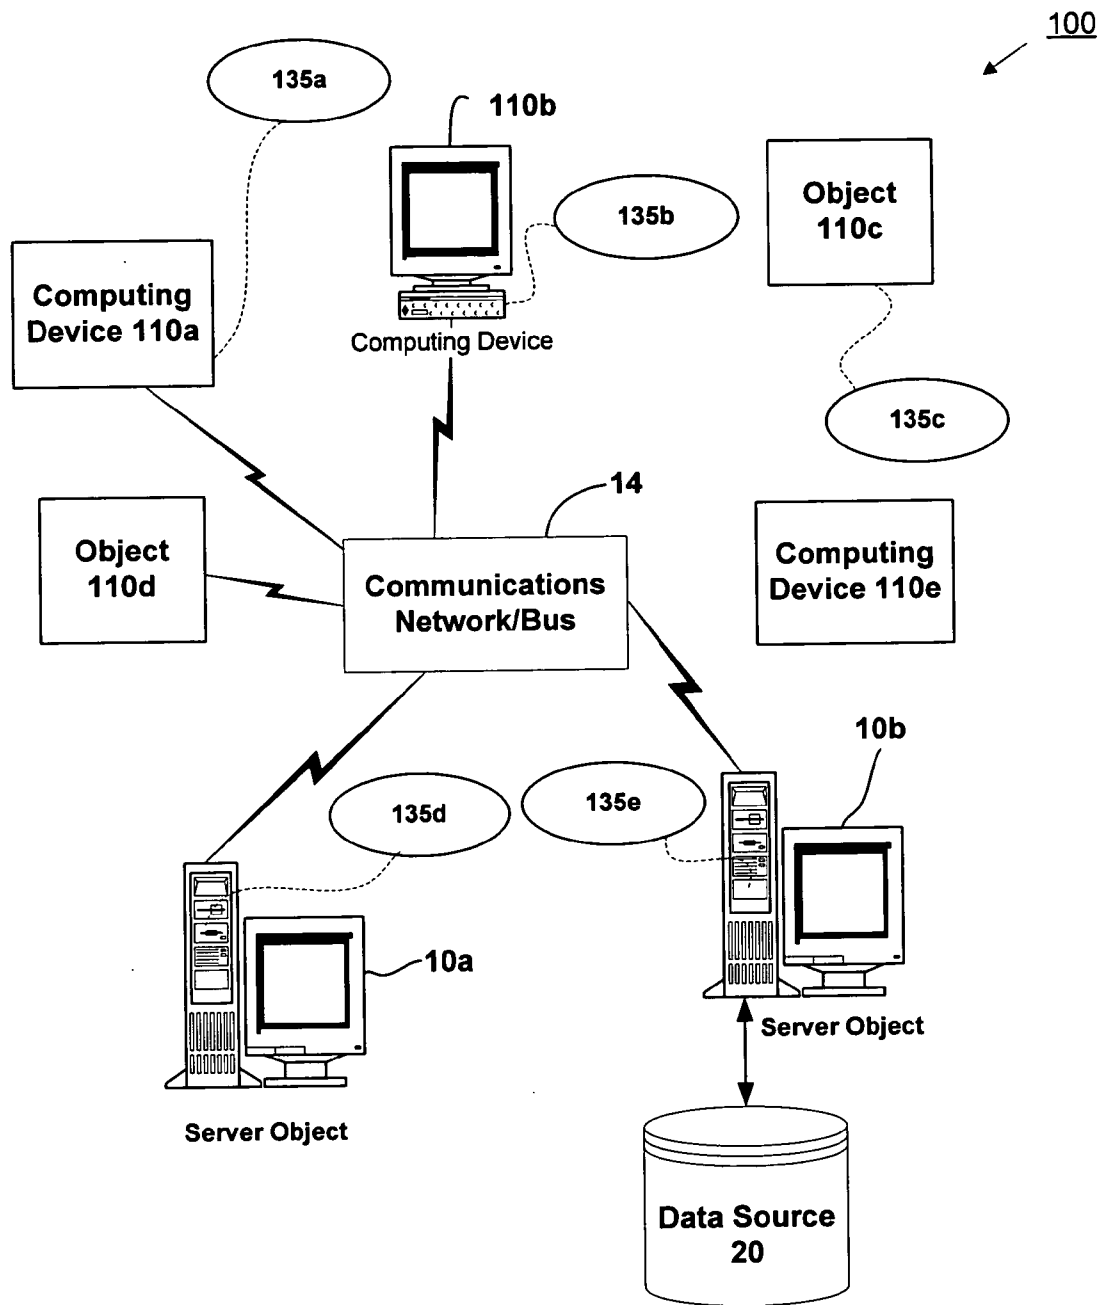 100
135a
110b
135b
Object
110c
Computing
Device 110a
Computing Device
135c
14
Object
110d
Communications
Network/Bus
Computing
Device 110e
10b
135d
135e
10a
Server Object
Server Object
Data Source
20